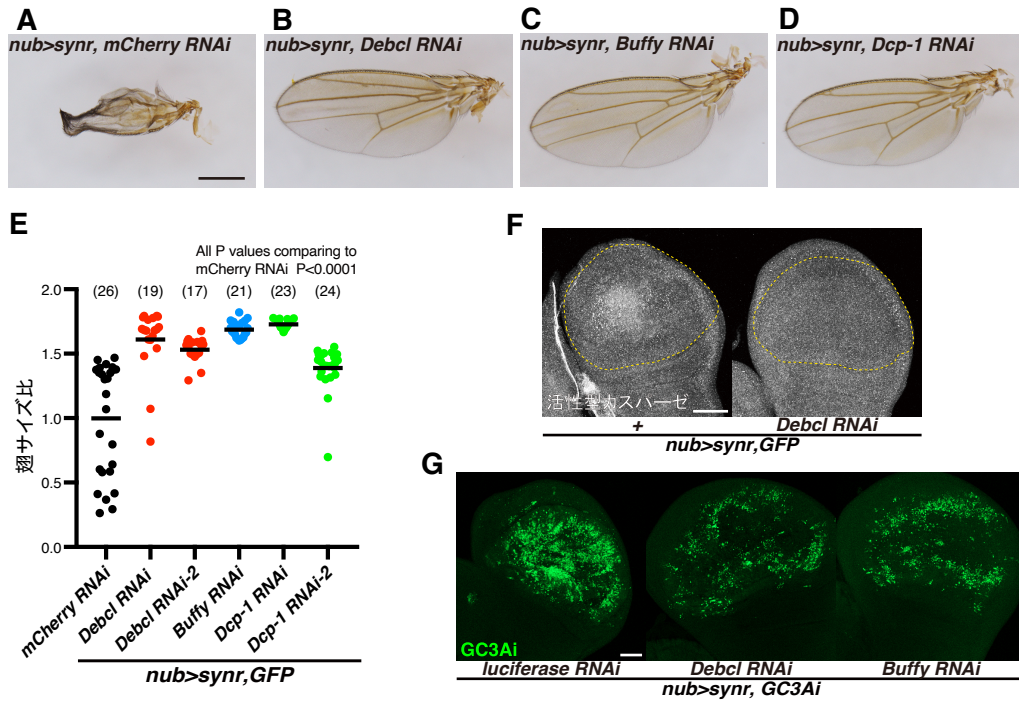 A
nub>synr, mCherry RNAi
B
nub>synr, Debcl RNAi
C
nub>synr, Buffy RNAi
D
nub>synr, Dcp-1 RNAi
E
All P values comparing to
mCherry RNAi P<0.0001
(26) (19) (17) (21) (23) (24)
翅サイズ比
2.0
1.5
1.0
0.5
0.0
mCherry RNAi
Debcl RNAi
Debcl RNAi-2
Buffy RNAi
Dcp-1 RNAi
Dcp-1 RNAi-2
nub>synr,GFP
F
活性型カスパーゼ
+ Debcl RNAi
nub>synr,GFP
G
GC3Ai
luciferase RNAi Debcl RNAi Buffy RNAi
nub>synr, GC3Ai